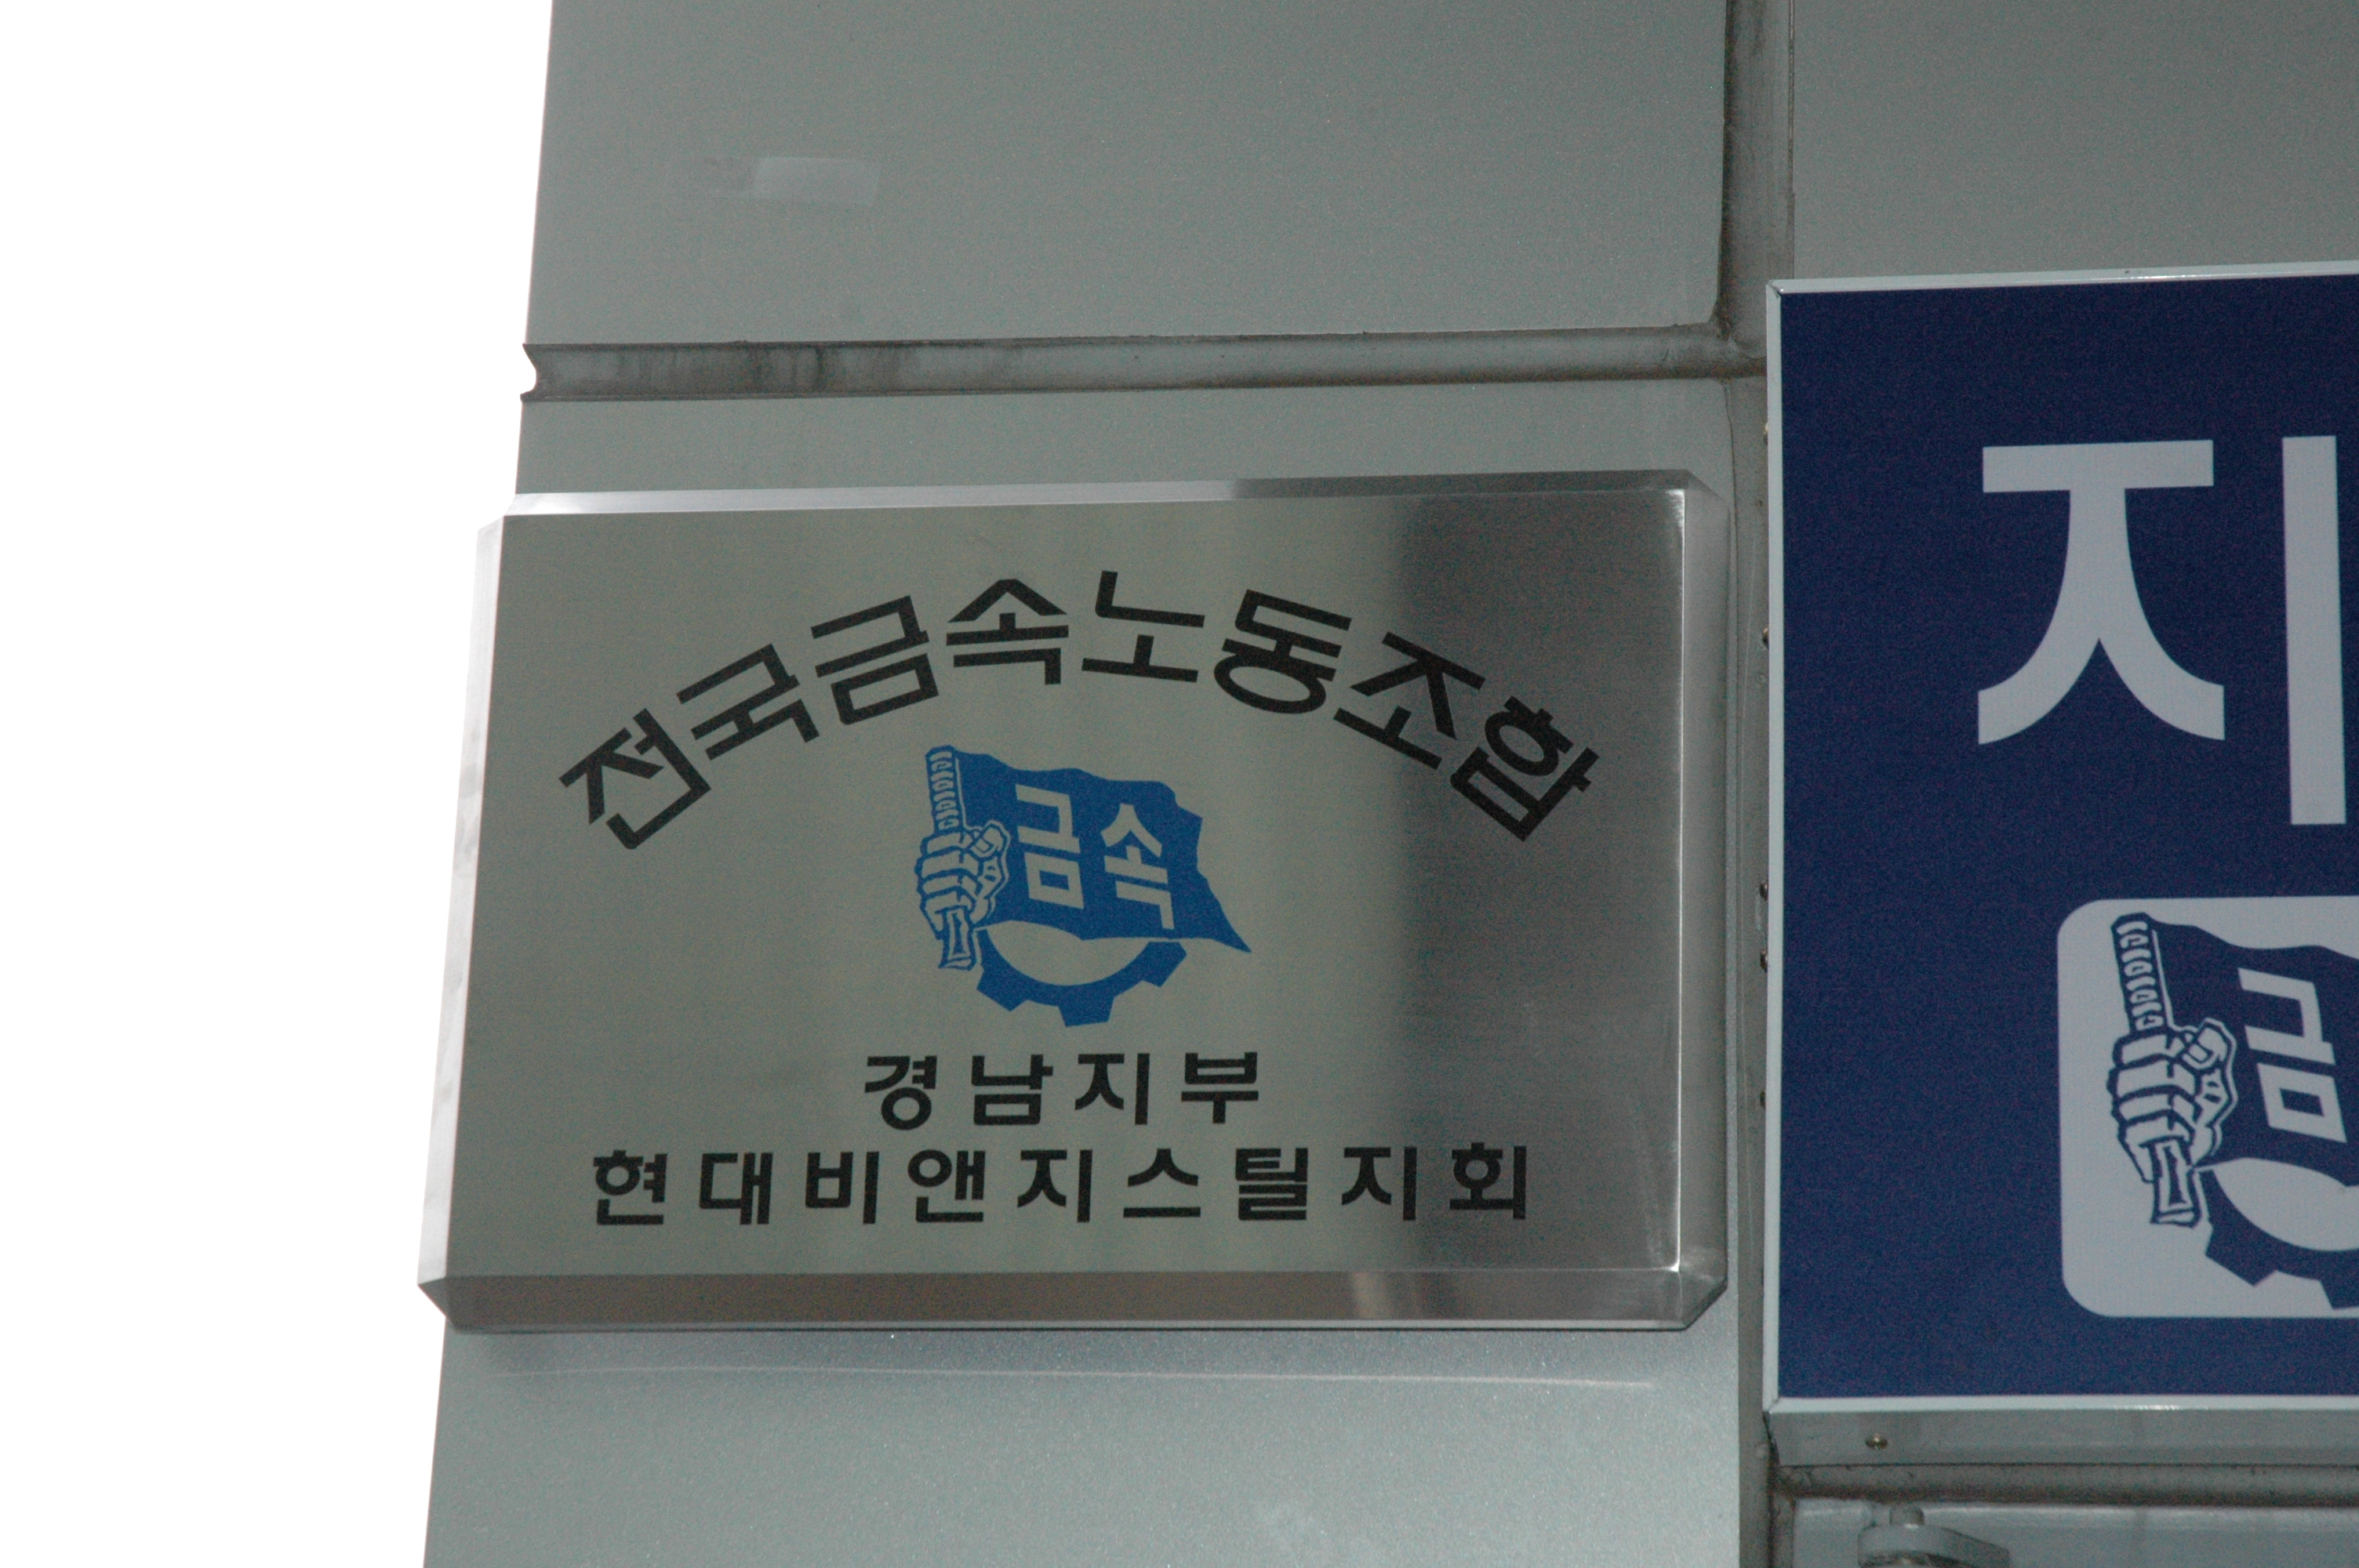 전국금속노동조합
금속
경남지부
현대비앤지스틸지회
지
금